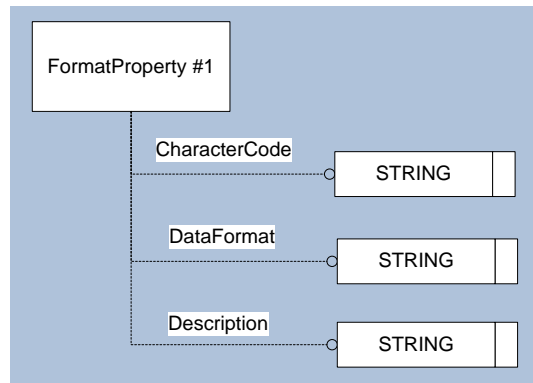 FormatProperty #1
CharacterCode
STRING
DataFormat
STRING
Description
STRING